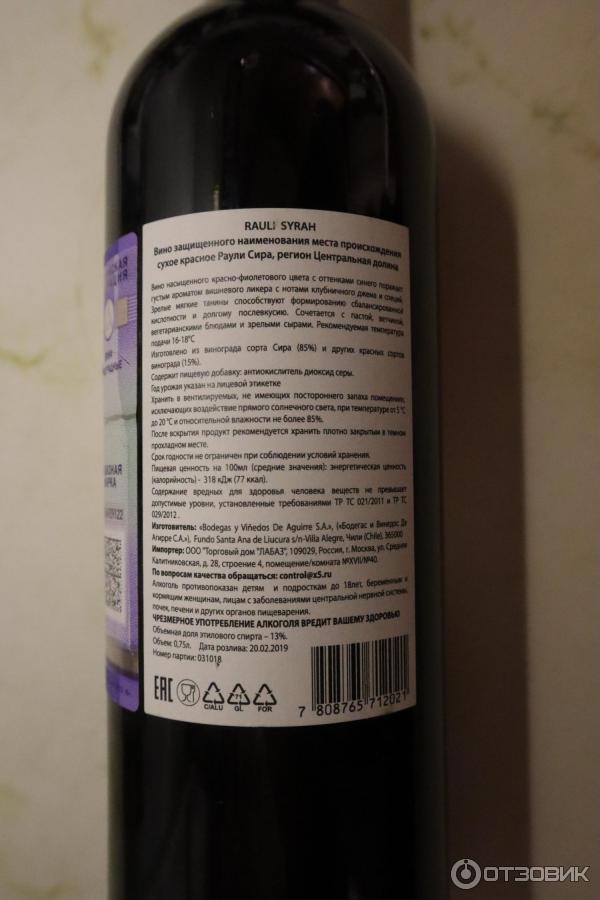 RAULI SYRAH
Вино защищенного наименования места происхождения
сухое красное Раули Сира, регион Центральная долина
Вино насыщенного красно-фиолетового цвета с оттенками синего поражает
густым ароматом вишневого ликера с нотами клубничного джема и специй.
Зрелые мягкие танины способствуют формированию сбалансированной
кислотности и долгому послевкусию. Сочетается с пастой, ветчиной,
вегетарианскими блюдами и зрелыми сырами. Рекомендуемая температура
подачи 16-18°С
Изготовлено из винограда сорта Сира (85%) и других красных сортов
винограда (15%).
Содержит пищевую добавку: антиокислитель диоксид серы.
Год урожая указан на лицевой этикетке
Хранить в вентилируемых, не имеющих постороннего запаха помещениях,
исключающих воздействие прямого солнечного света, при температуре от 5 °С
до 20 °С и относительной влажности не более 85%.
После вскрытия продукт рекомендуется хранить плотно закрытым в темном
прохладном месте.
Срок годности не ограничен при соблюдении условий хранения.
Пищевая ценность на 100мл (средние значения): энергетическая ценность
(калорийность) - 318 кДж (77 ккал).
Содержание вредных для здоровья человека веществ не превышает
допустимые уровни, установленные требованиями ТР ТС 021/2011 и ТР ТС
029/2012 .
Изготовитель: «Bodegas y Viñedos De Aguirre S.A.», («Бодегас и Винедос Де
Агирре С.А.»), Fundo Santa Ana de Liucura s/n-Villa Alegre, Чили (Chile), 365000
Импортер: ООО "Торговый дом "ЛАБАЗ", 109029, Россия, г. Москва, ул. Средняя
Калитниковская, д. 28, строение 4, помещение/комната №XVII/№40.
По вопросам качества обращаться: control@x5.ru
Алкоголь противопоказан детям и подросткам до 18лет, беременным и
кормящим женщинам, лицам с заболеваниями центральной нервной системы,
почек, печени и других органов пищеварения.
ЧРЕЗМЕРНОЕ УПОТРЕБЛЕНИЕ АЛКОГОЛЯ ВРЕДИТ ВАШЕМУ ЗДОРОВЬЮ
Объемная доля этилового спирта – 13%.
Объем: 0,75л. Дата розлива: 20.02.2019
Номер партии: 031018
EAC
C/ALU
71
GL
FOR
7 808765 712021
ОТЗОВИК